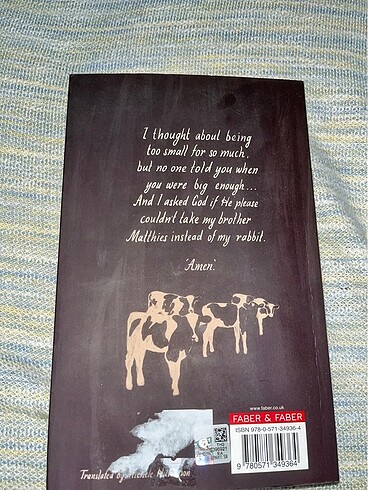 I thought about being
too small for so much,
but no one told you when
you were big enough...
And I asked God if He please
couldn't take my brother
Matthies instead of my rabbit.
'Amen.'
www.faber.co.uk
FABER & FABER
ISBN 978-0-571-34936-4
9 780571 349364
Translated by